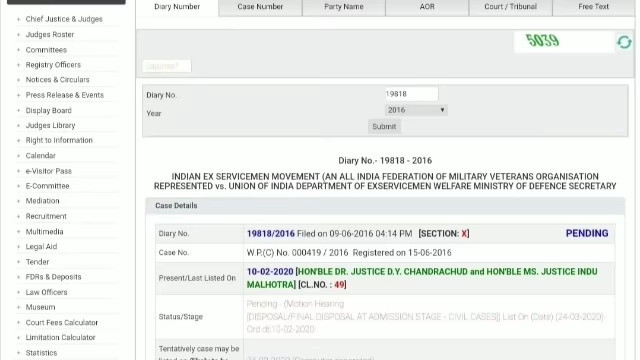 Diary Number
Case Number
Party Name
AOR
Court / Tribunal
Free Text
Chief Justice & Judges
Judges Roster
Committees
Registry Officers
Notices & Circulars
Press Release & Events
Display Board
Judges Library
Right to Information
Calendar
e-Visitor Pass
E-Committee
Mediation
Recruitment
Multimedia
Legal Aid
Tender
FDRs & Deposits
Law Officers
Museum
Court Fees Calculator
Limitation Calculator
Statistics
5039
Diary No.
19818
Year
2016
Submit
Diary No.- 19818 - 2016
INDIAN EX SERVICEMEN MOVEMENT (AN ALL INDIA FEDERATION OF MILITARY VETERANS ORGANISATION
REPRESENTED vs. UNION OF INDIA DEPARTMENT OF EXSERVICEMEN WELFARE MINISTRY OF DEFENCE SECRETARY
Case Details
Diary No.
19818/2016 Filed on 09-06-2016 04:14 PM [SECTION: X]
PENDING
Case No.
W.P.(C) No. 000419 / 2016 Registered on 15-06-2016
Present/Last Listed On
10-02-2020 [HON'BLE DR. JUSTICE D.Y. CHANDRACHUD and HON'BLE MS. JUSTICE INDU
MALHOTRA] [CL.NO. : 49]
Status/Stage
Pending - (Motion Hearing
[DISPOSAL/FINAL DISPOSAL AT ADMISSION STAGE - CIVIL CASES]) List On (Date) (24-03-2020)-
Ord dt:10-02-2020
Tentatively case may be